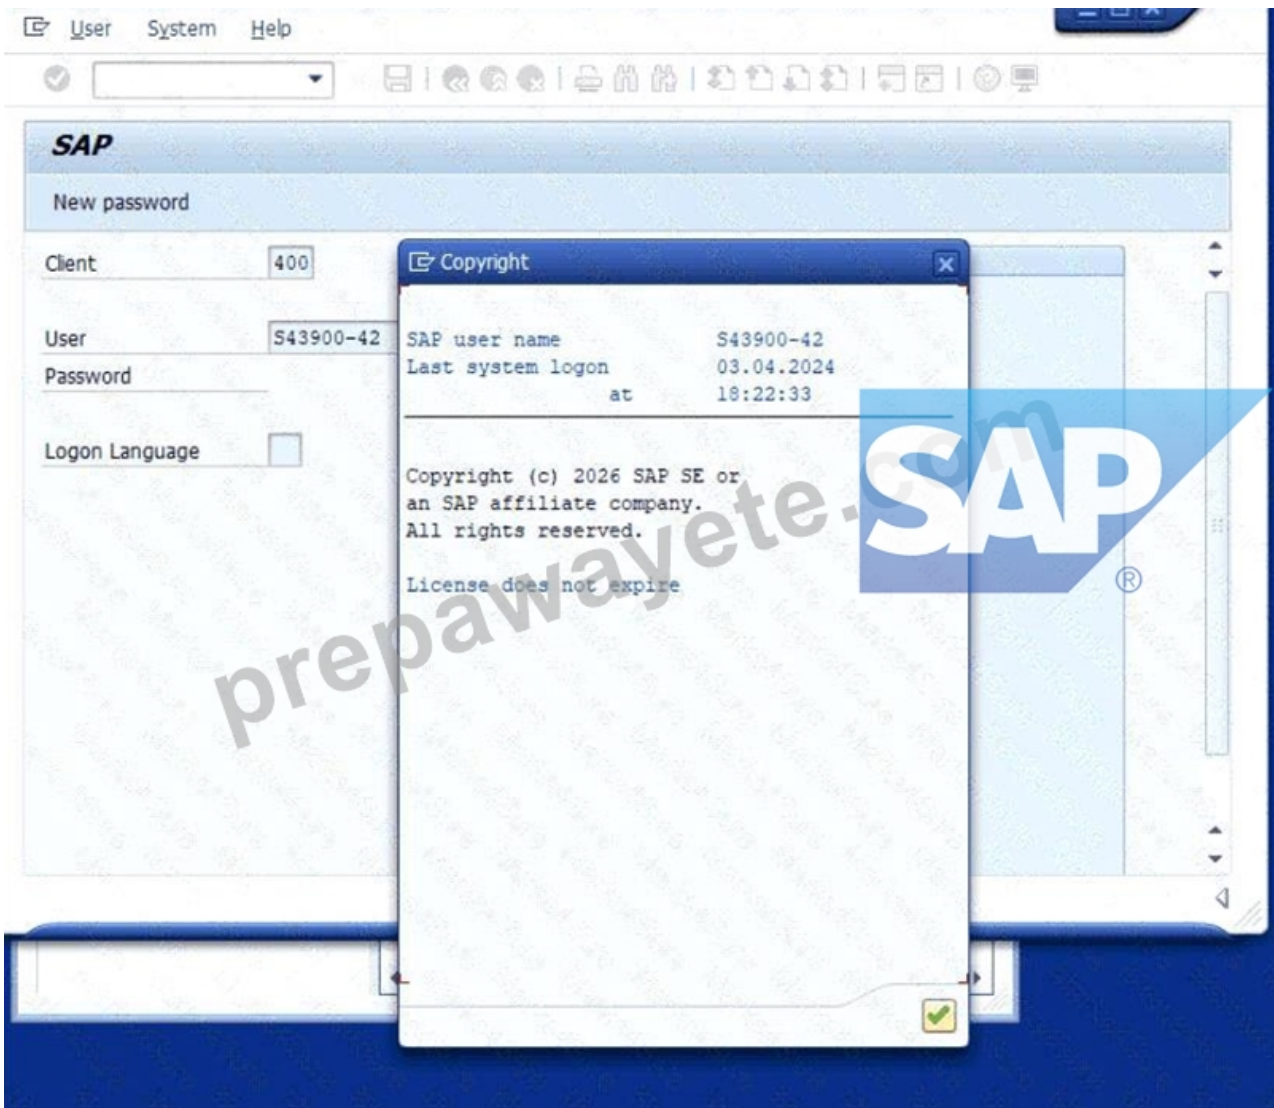 User System Help
SAP
New password
Client 400
User S43900-42
Password
Logon Language
Copyright
SAP user name S43900-42
Last system logon 03.04.2024
at 18:22:33
Copyright (c) 2026 SAP SE or
an SAP affiliate company.
All rights reserved.
License does not expire
SAP
®
prepawayete.com